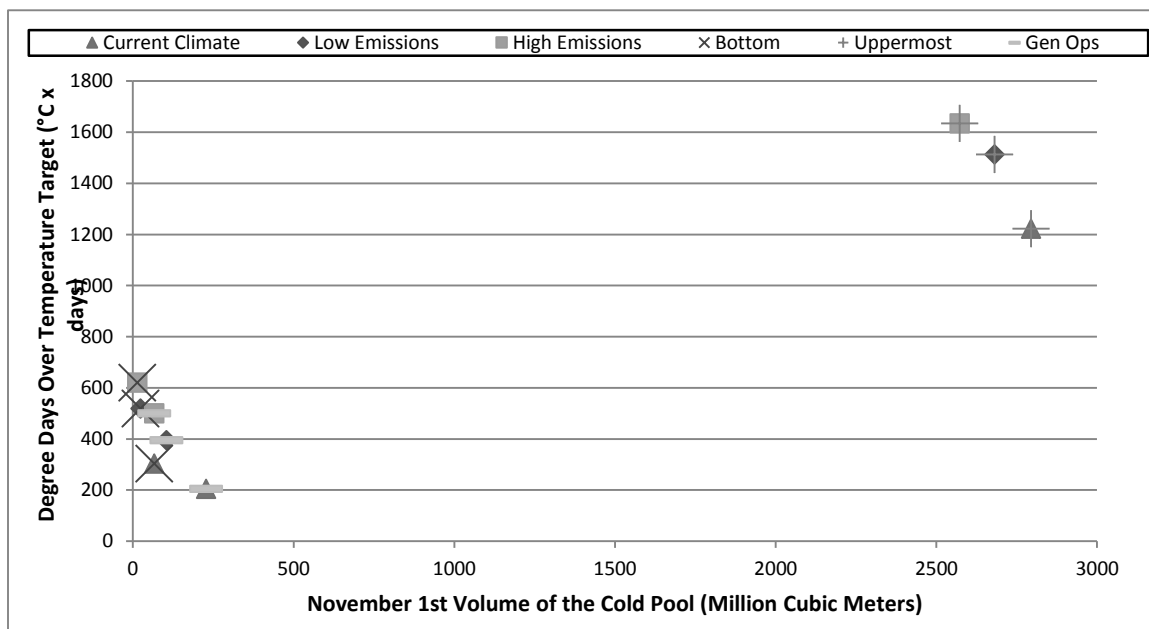 Current Climate Low Emissions High Emissions Bottom Uppermost Gen Ops
Degree Days Over Temperature Target (°C x
days)
1800
1600
1400
1200
1000
800
600
400
200
0
0 500 1000 1500 2000 2500 3000
November 1st Volume of the Cold Pool (Million Cubic Meters)